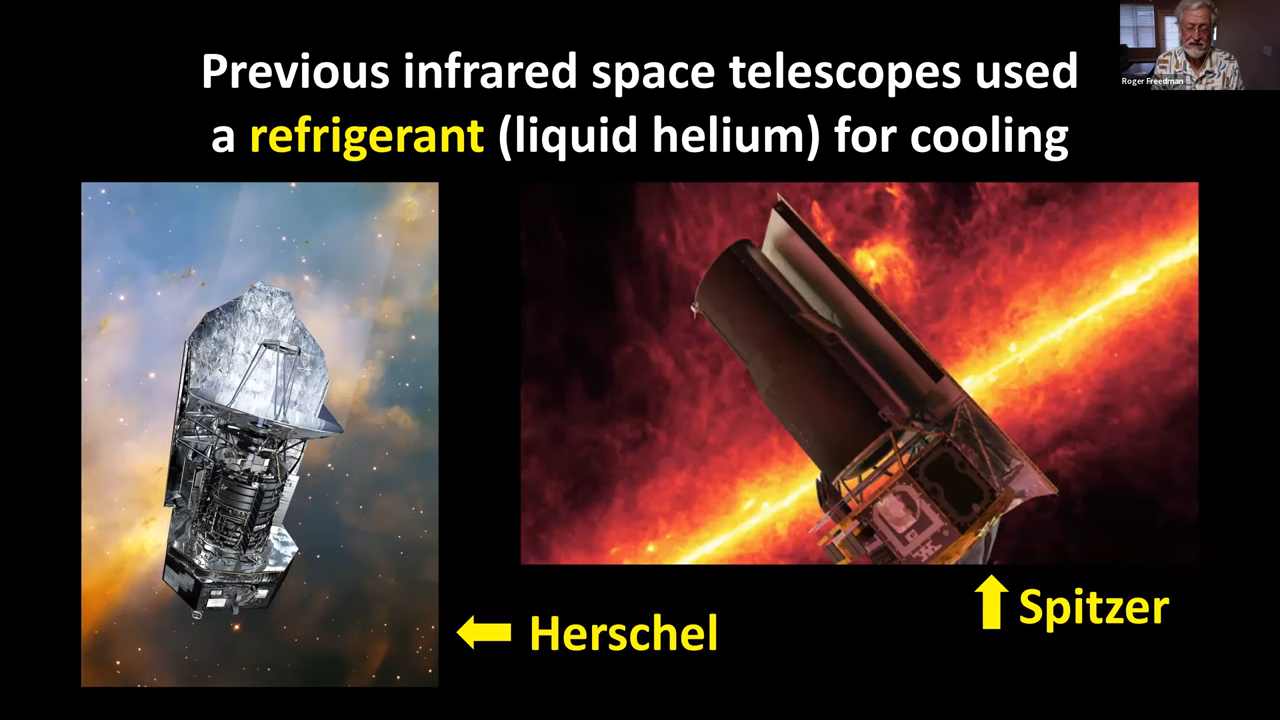 Previous infrared space telescopes used
a refrigerant (liquid helium) for cooling
Roger Freedman
Herschel
Spitzer